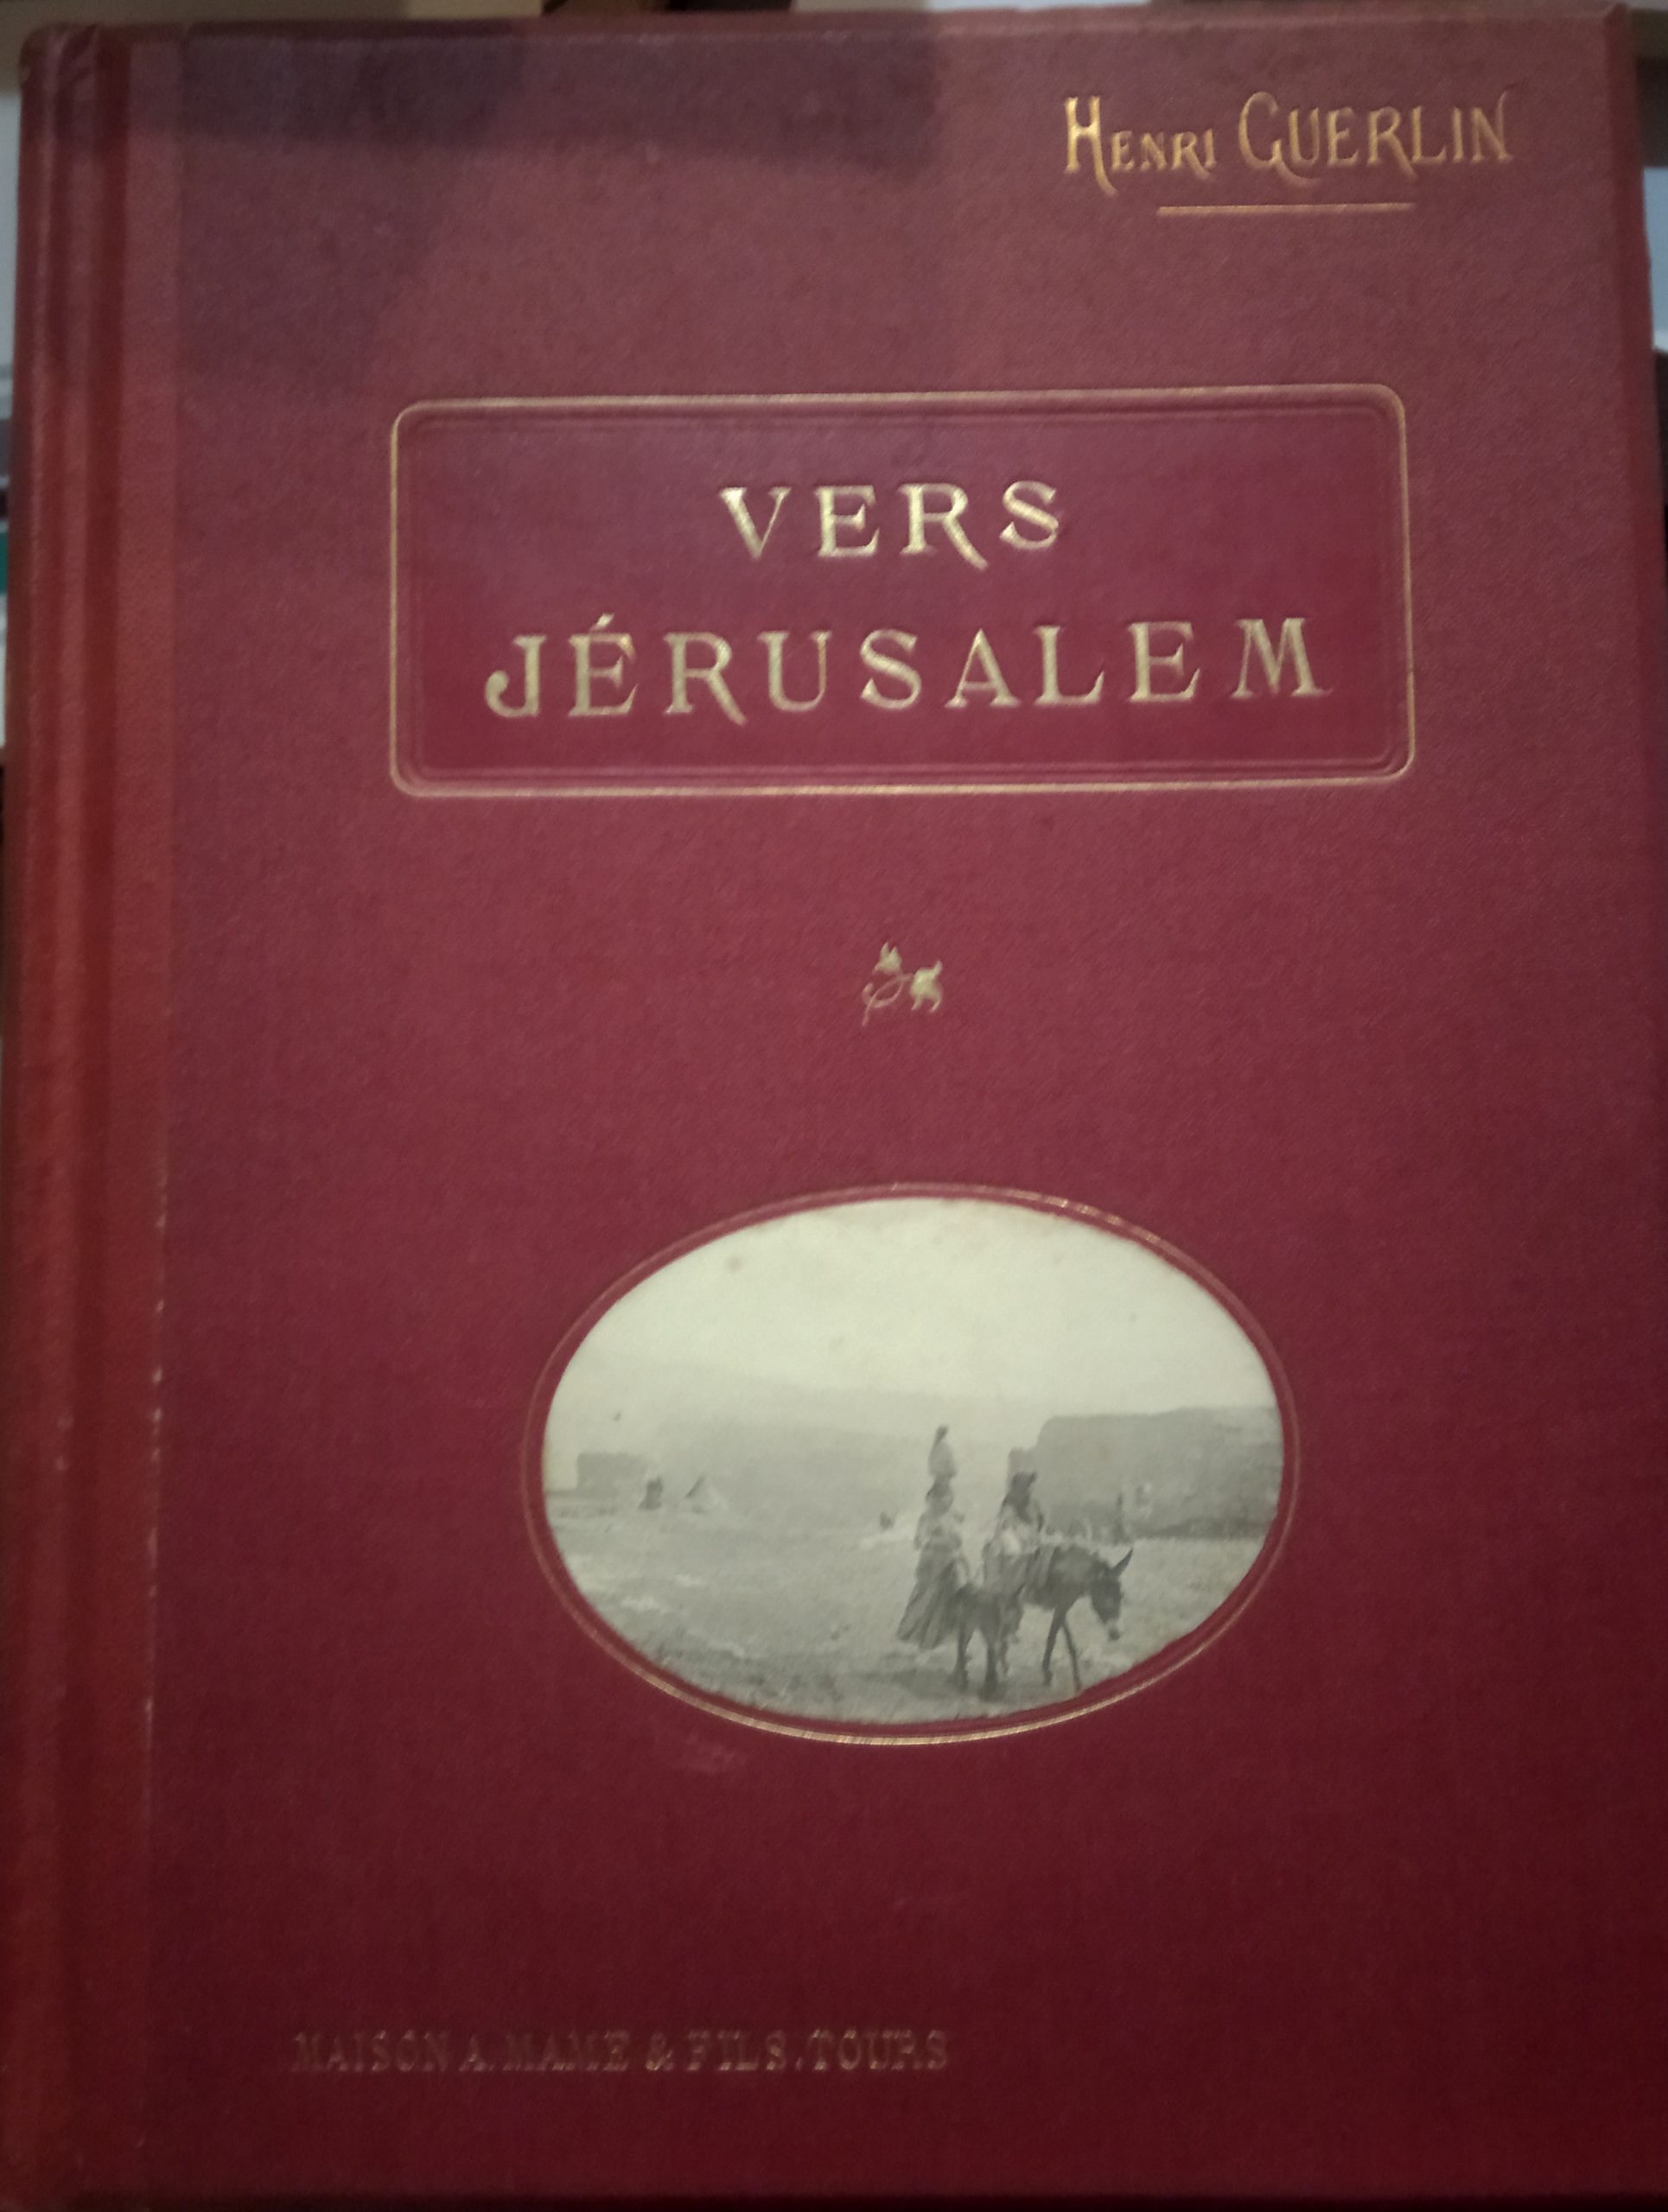 HENRI GUERLIN
VERS
JÉRUSALEM
MAISON A. MAME & FILS. TOURS